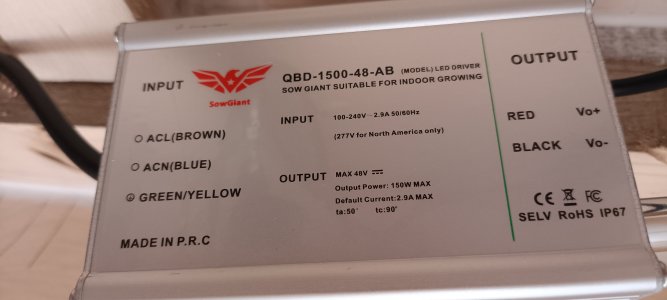 INPUT
SowGiant
ACL(BROWN)
ACN(BLUE)
GREEN/YELLOW
MADE IN P.R.C
QBD-1500-48-AB (MODEL) LED DRIVER
SOW GIANT SUITABLE FOR INDOOR GROWING
INPUT 100-240V~2.9A 50/60Hz
(277V for North America only)
OUTPUT MAX 48V
Output Power: 150W MAX
Default Current:2.9A MAX
ta:50° tc:90°
OUTPUT
RED Vo+
BLACK Vo-
CE FC
SELV RoHS IP67